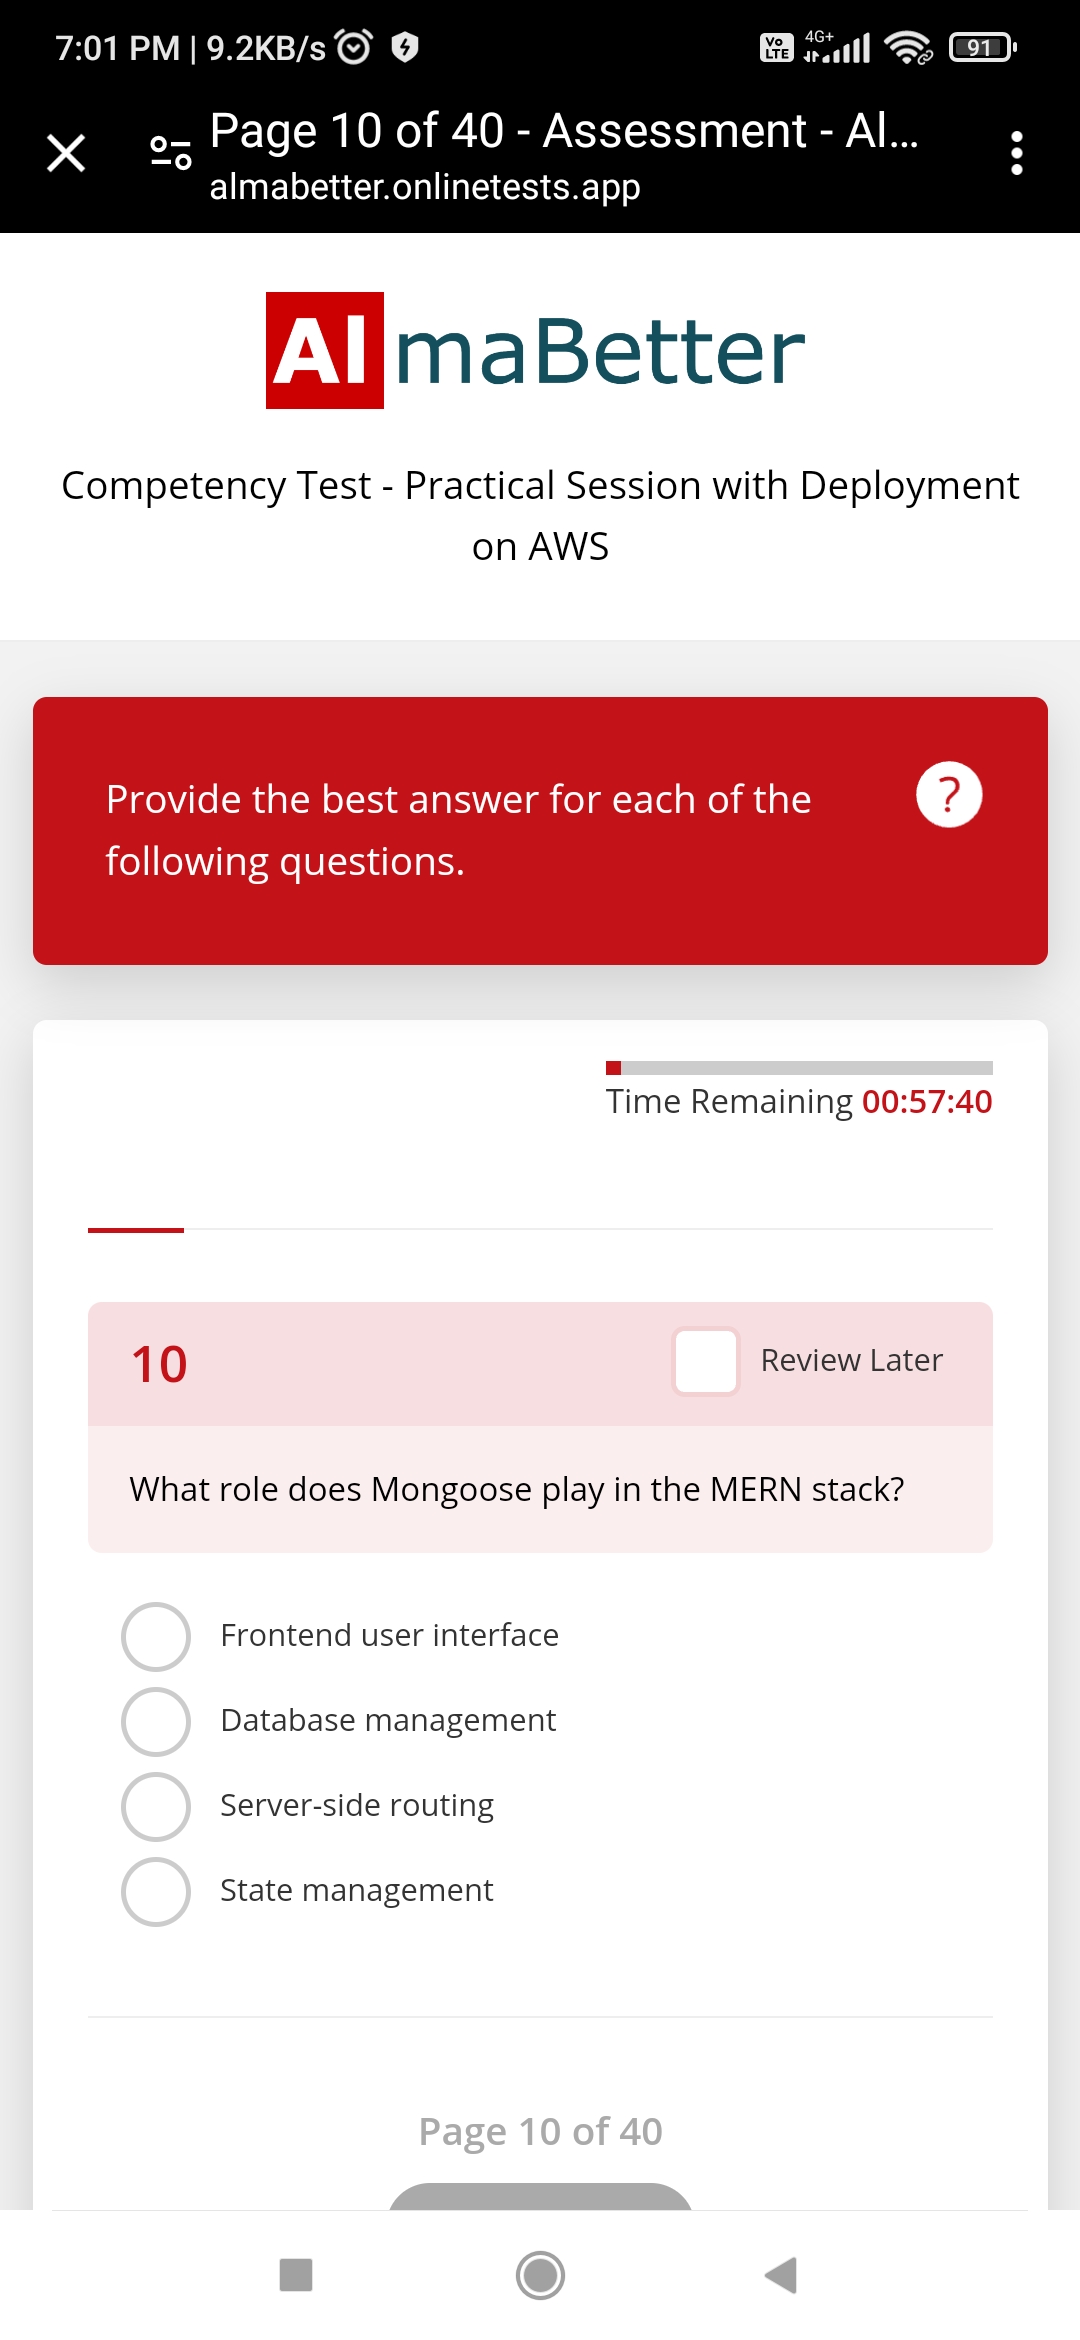 7:01 PM | 9.2KB/s
Vo LTE 4G+ 91
Page 10 of 40 - Assessment - Al...
almabetter.onlinetests.app
AlmaBetter
Competency Test - Practical Session with Deployment
on AWS
Provide the best answer for each of the
following questions.
?
Time Remaining 00:57:40
10
Review Later
What role does Mongoose play in the MERN stack?
Frontend user interface
Database management
Server-side routing
State management
Page 10 of 40